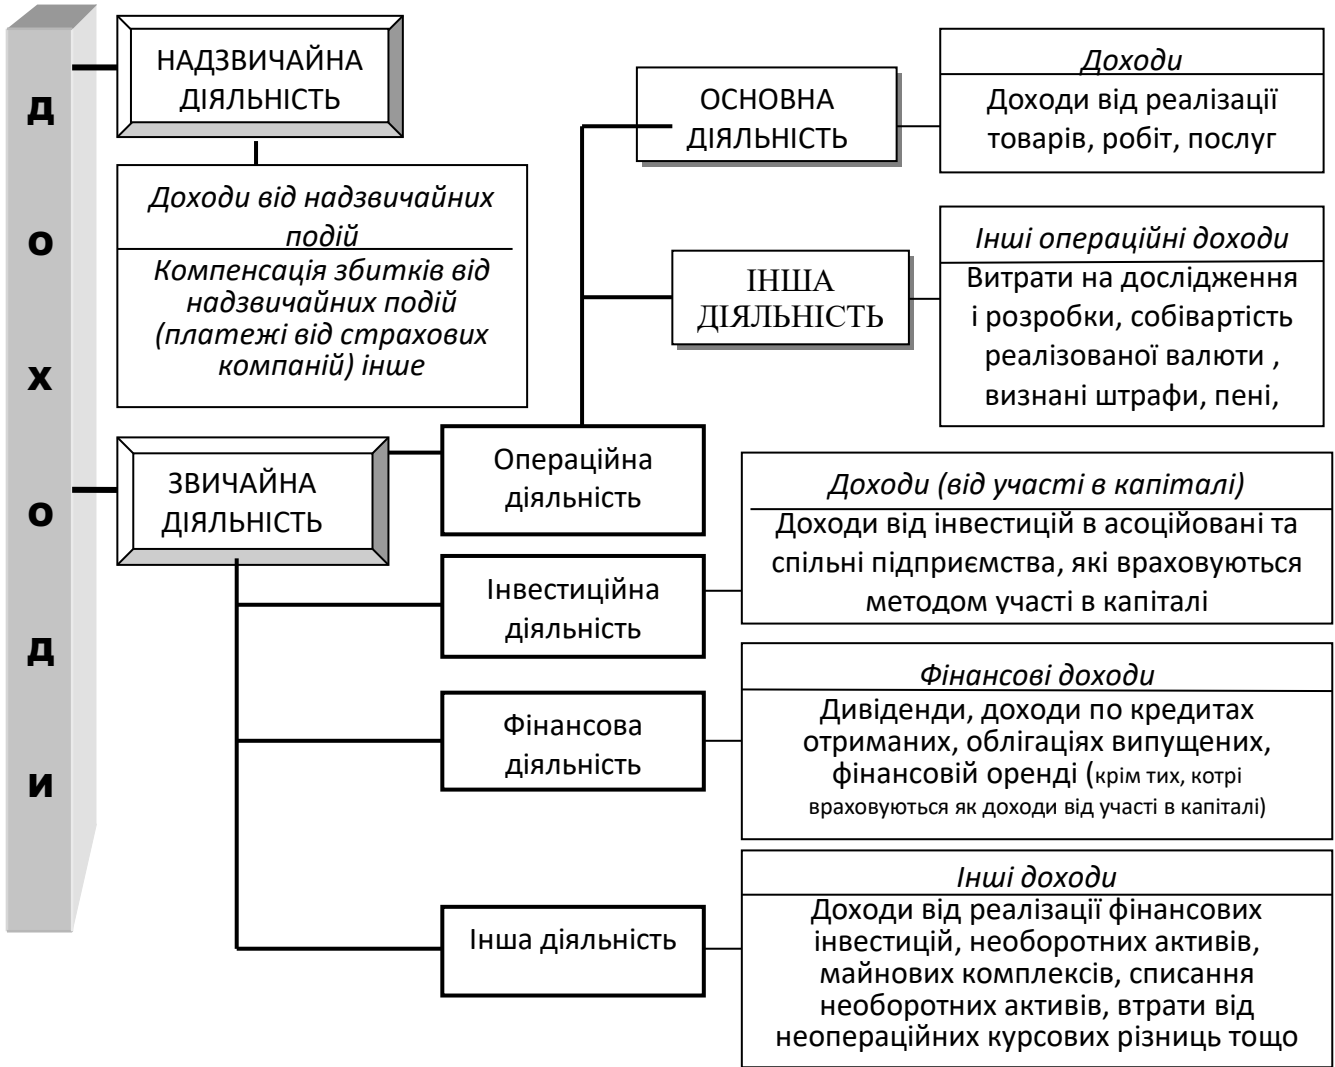 ДОХОДИ
НАДЗВИЧАЙНА
ДІЯЛЬНІСТЬ
Доходи від надзвичайних
подій
Компенсація збитків від
надзвичайних подій
(платежі від страхових
компаній) інше
ЗВИЧАЙНА
ДІЯЛЬНІСТЬ
Операційна
діяльність
ОСНОВНА
ДІЯЛЬНІСТЬ
Доходи
Доходи від реалізації
товарів, робіт, послуг
ІНША
ДІЯЛЬНІСТЬ
Інші операційні доходи
Витрати на дослідження
і розробки, собівартість
реалізованої валюти ,
визнані штрафи, пені,
Інвестиційна
діяльність
Доходи (від участі в капіталі)
Доходи від інвестицій в асоційовані та
спільні підприємства, які враховуються
методом участі в капіталі
Фінансова
діяльність
Фінансові доходи
Дивіденди, доходи по кредитах
отриманих, облігаціях випущених,
фінансовій оренді (крім тих, котрі
враховуються як доходи від участі в капіталі)
Інша діяльність
Інші доходи
Доходи від реалізації фінансових
інвестицій, необоротних активів,
майнових комплексів, списання
необоротних активів, втрати від
неопераційних курсових різниць тощо